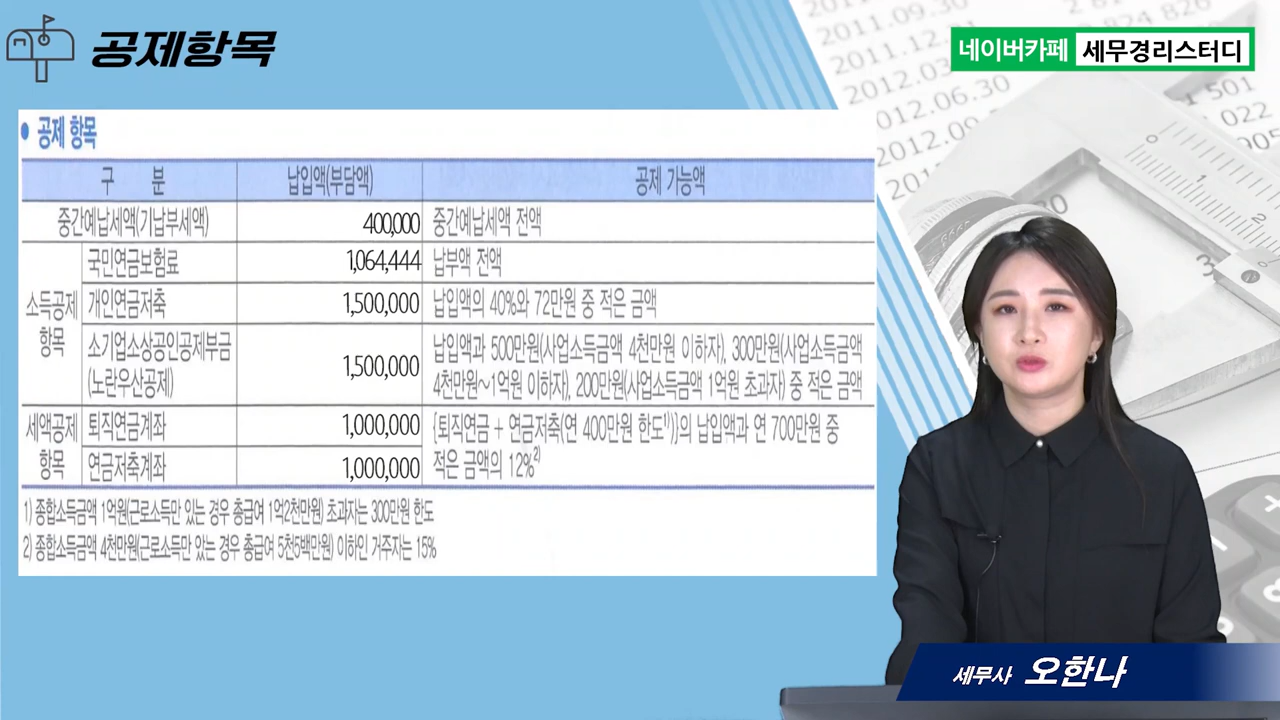 공제항목
네이버카페 세무경리스터디
● 공제 항목
구 분 납입액(부담액) 공제 가능액
중간예납세액(기납부세액) 400,000 중간예납세액 전액
소득공제 항목
국민연금보험료 1,064,444 납부액 전액
개인연금저축 1,500,000 납입액의 40%와 72만원 중 적은 금액
소기업소상공인공제부금
(노란우산공제)
1,500,000
납입액과 500만원(사업소득금액 4천만원 이하자), 300만원(사업소득금액
4천만원~1억원 이하자), 200만원(사업소득금액 1억원 초과자) 중 적은 금액
세액공제 항목
퇴직연금계좌 1,000,000
연금저축계좌 1,000,000
{퇴직연금 + 연금저축(연 400만원 한도1))}의 납입액과 연 700만원 중
적은 금액의 12%2)
1) 종합소득금액 1억원(근로소득만 있는 경우 총급여 1억2천만원) 초과자는 300만원 한도
2) 종합소득금액 4천만원(근로소득만 있는 경우 총급여 5천5백만원) 이하인 거주자는 15%
2011.09.30
2012.06.30
세무사 오한나